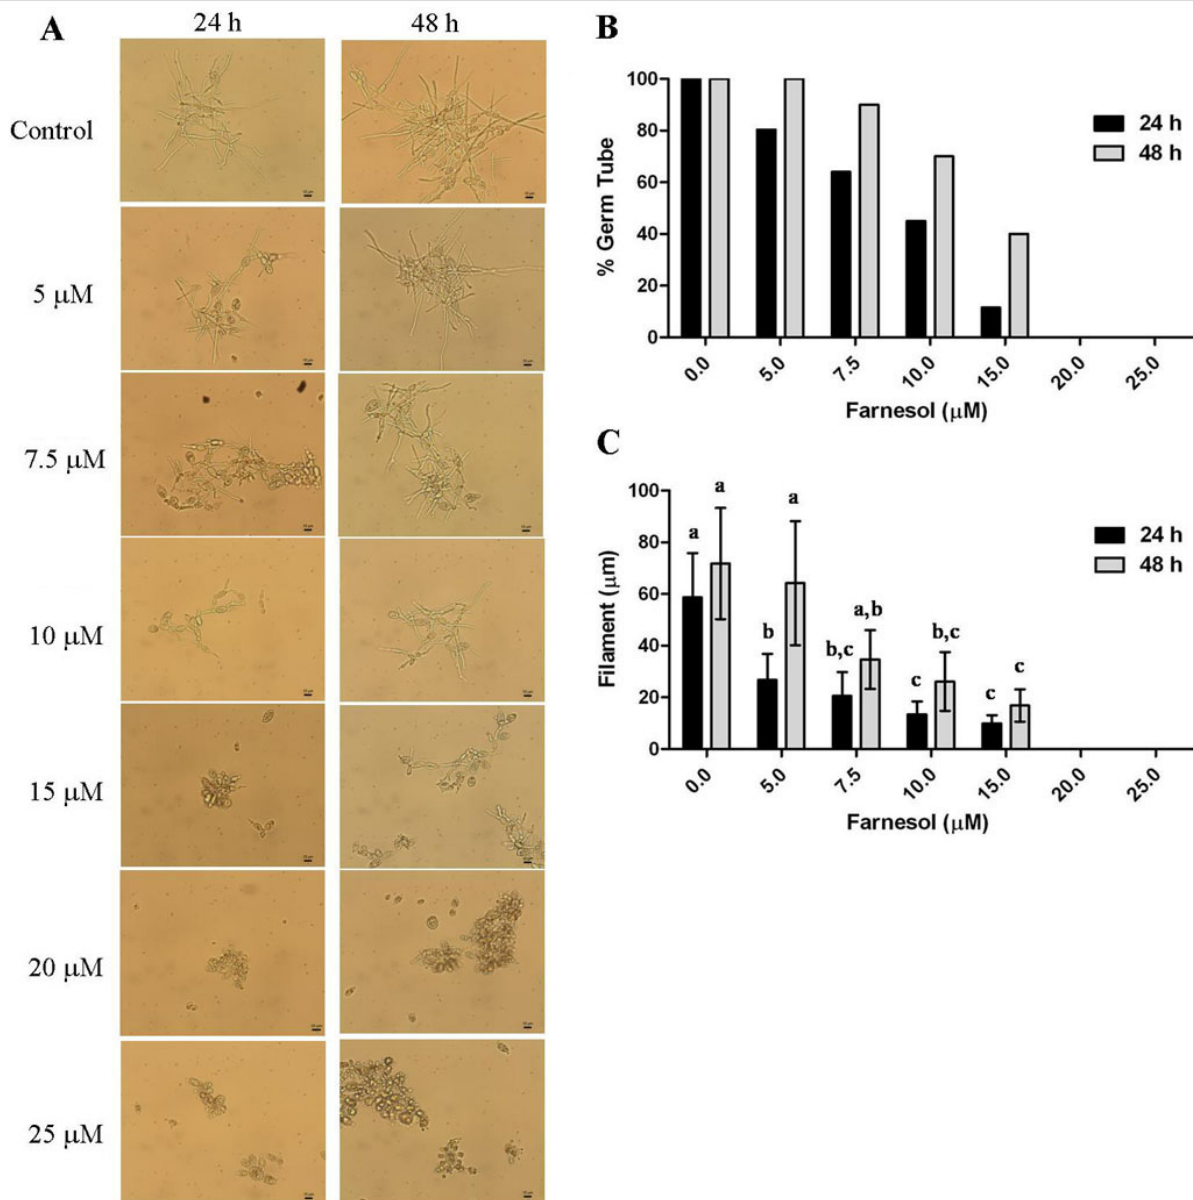 A
24 h
48 h
Control
5 μM
7.5 μM
10 μM
15 μM
20 μM
25 μM
B
% Germ Tube
100
80
60
40
20
0
24 h
48 h
0.0
5.0
7.5
10.0
15.0
20.0
25.0
Farnesol (μM)
C
Filament (μm)
100
80
60
40
20
0
a
a
b
a
b,c
a,b
c
b,c
c
c
24 h
48 h
0.0
5.0
7.5
10.0
15.0
20.0
25.0
Farnesol (μM)